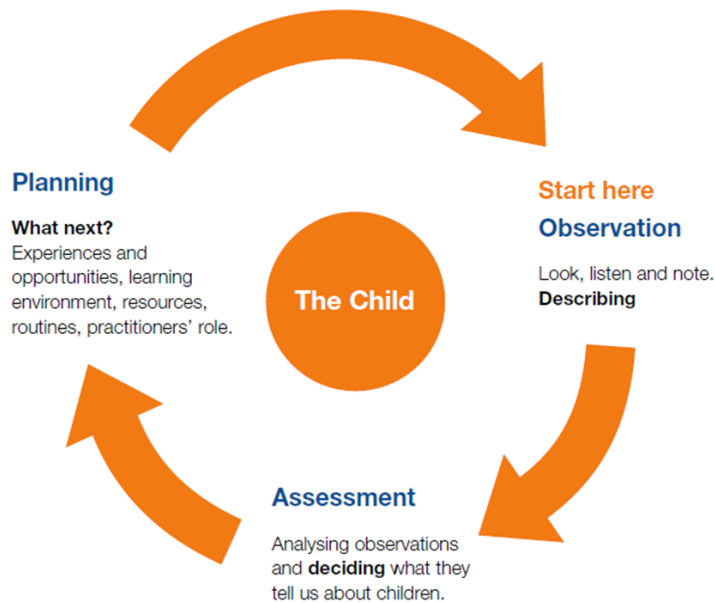 Start here
Observation
Look, listen and note.
Describing
Assessment
Analysing observations
and deciding what they
tell us about children.
Planning
What next?
Experiences and
opportunities, learning
environment, resources,
routines, practitioners’ role.
The Child